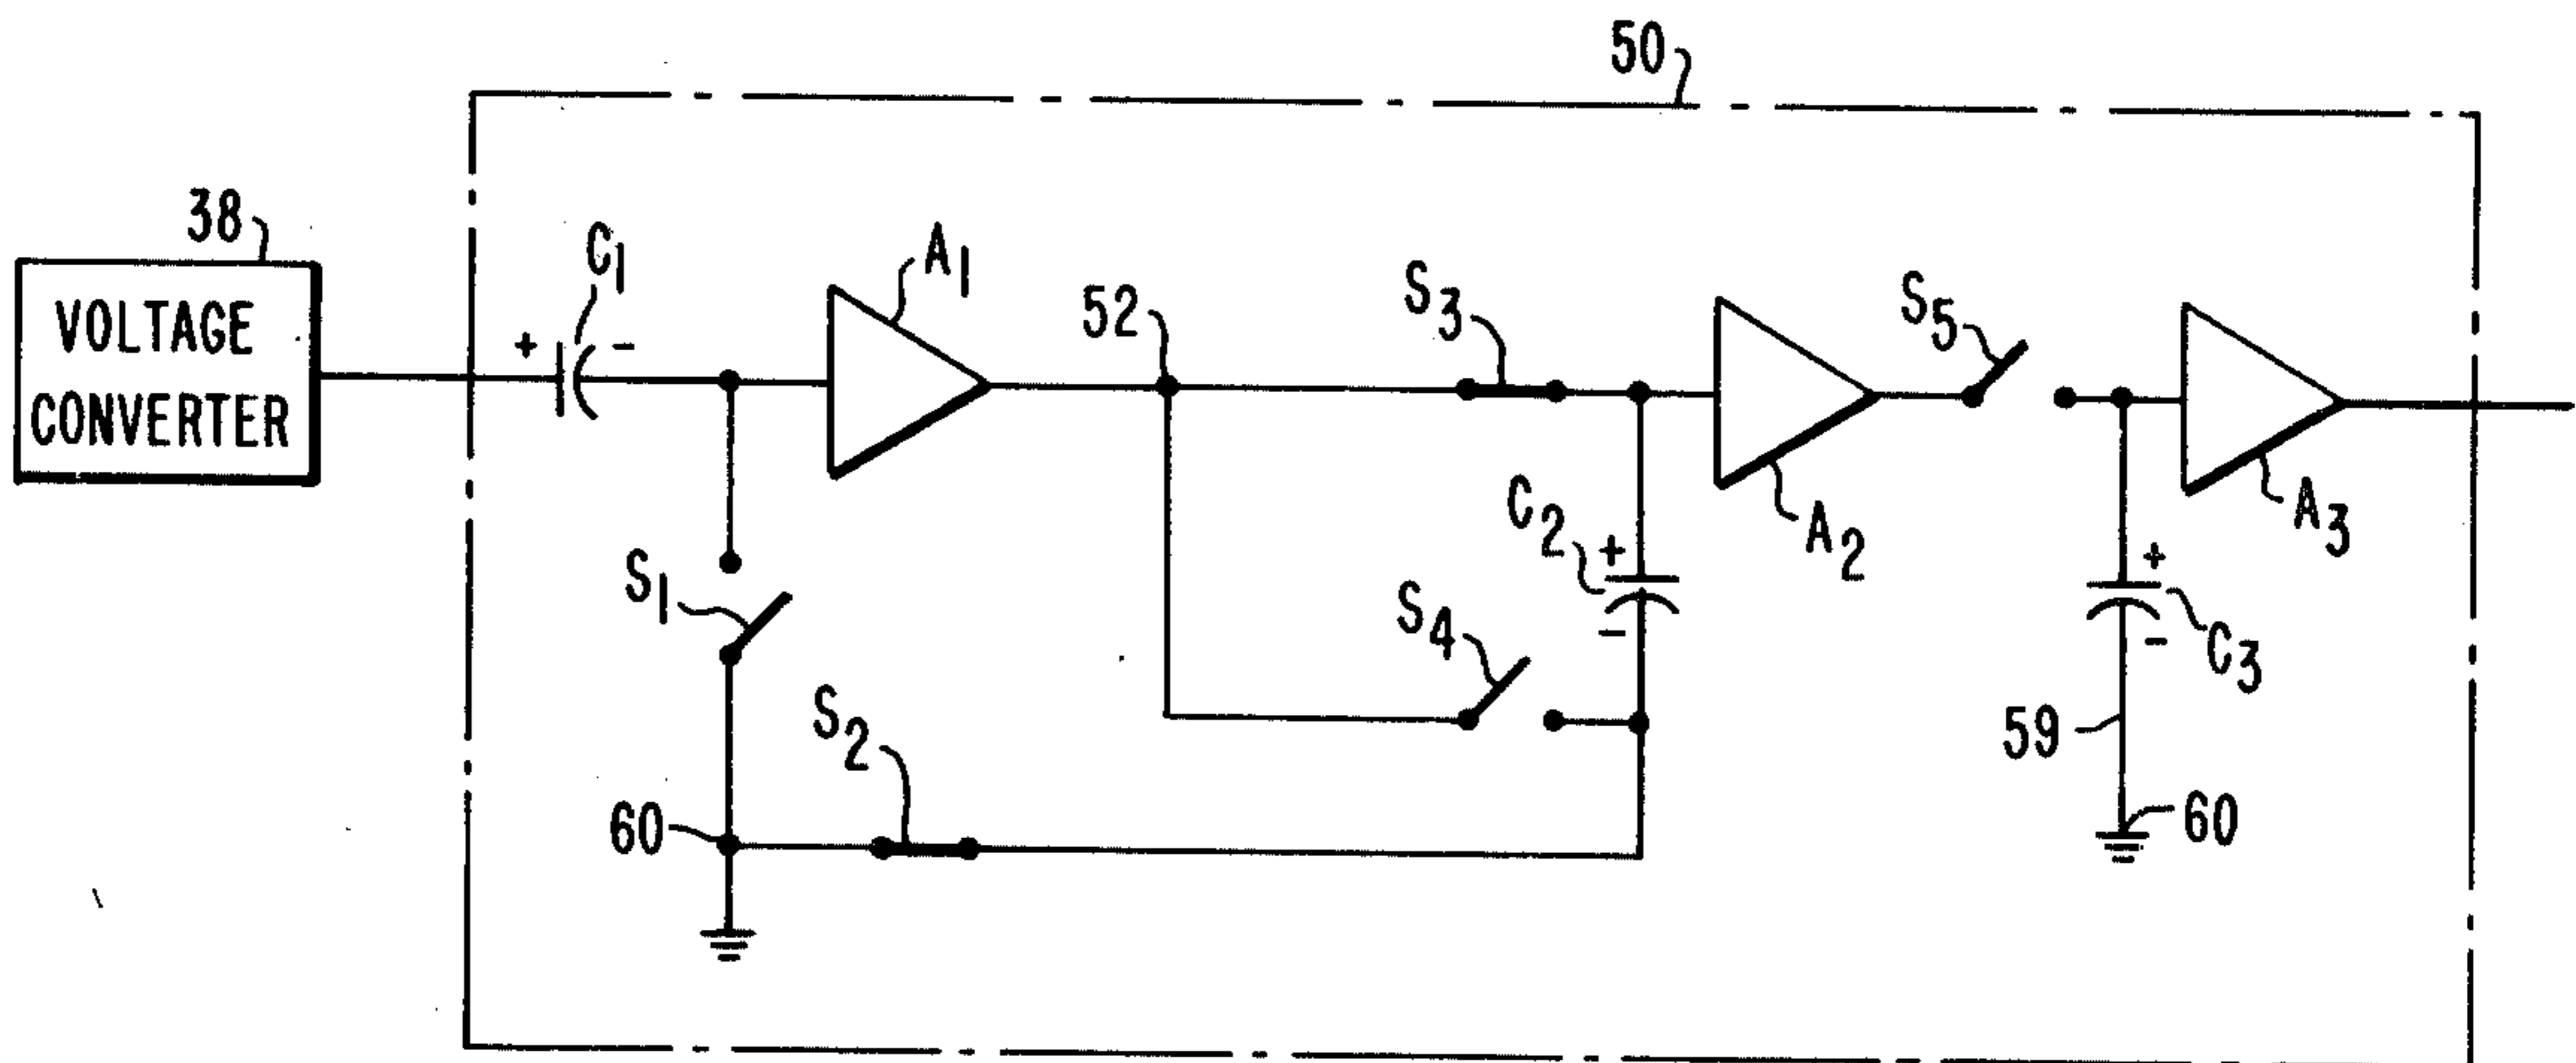 50
38
VOLTAGE
CONVERTER
+
C1
-
A1
52
S3
S5
A2
A3
C2
+
-
S1
S4
S2
+
C3
-
59
60
60